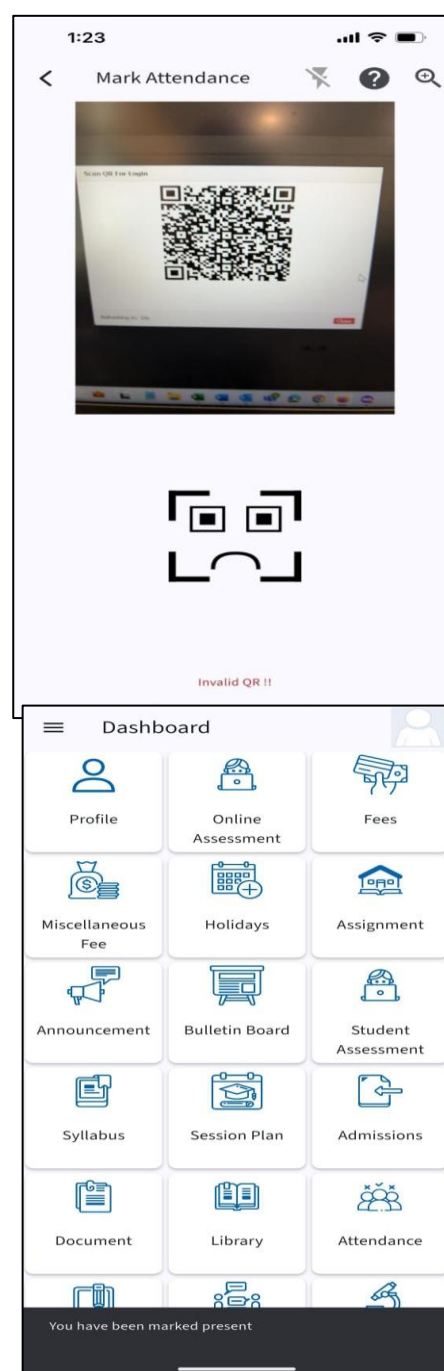 1:23
Mark Attendance
Scan QR For Login
Close
Invalid QR !!
Dashboard
Profile
Online
Assessment
Fees
Miscellaneous
Fee
Holidays
Assignment
Announcement
Bulletin Board
Student
Assessment
Syllabus
Session Plan
Admissions
Document
Library
Attendance
You have been marked present